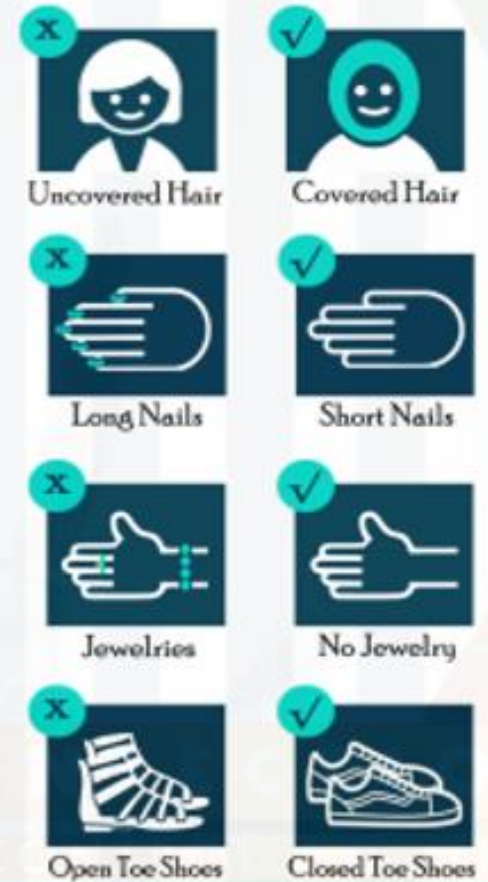 X
✓
Uncovered Hair
Covered Hair
X
✓
Long Nails
Short Nails
X
✓
Jewelries
No Jewelry
X
✓
Open Toe Shoes
Closed Toe Shoes